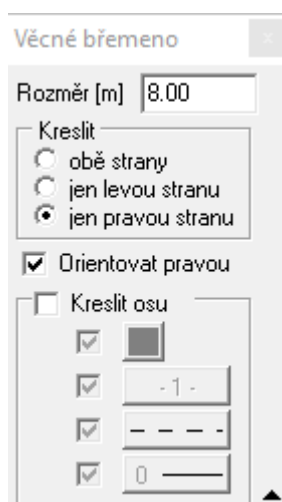 Věcné břemeno x
Rozměr [m] 8.00
Kreslit
obě strany
jen levou stranu
jen pravou stranu
Orientovat pravou
Kreslit osu
- 1 -
0